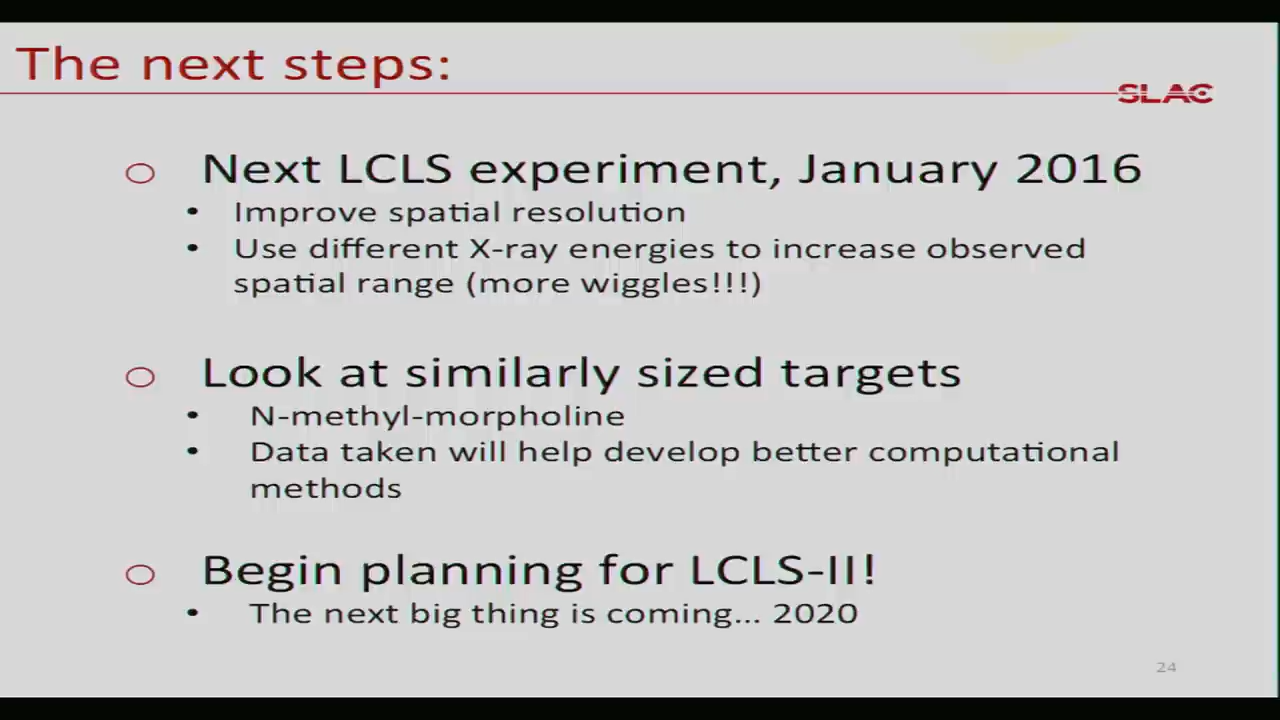 The next steps:
SLAC
Next LCLS experiment, January 2016
Improve spatial resolution
Use different X-ray energies to increase observed
spatial range (more wiggles!!!)
Look at similarly sized targets
N-methyl-morpholine
Data taken will help develop better computational
methods
Begin planning for LCLS-II!
The next big thing is coming... 2020
24